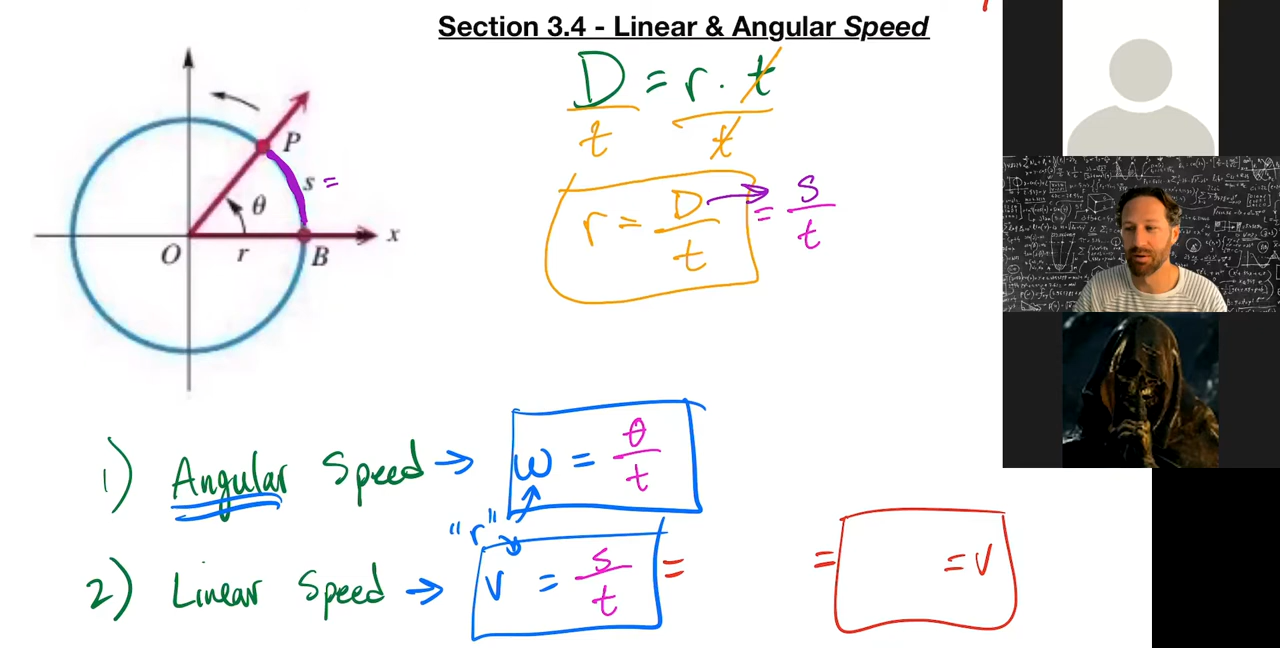 Section 3.4 - Linear & Angular Speed
D = r · t
t t
r = D/t = s/t
P
s =
θ
O r B x
1) Angular Speed → ω = θ/t
"r"
2) Linear Speed → v = s/t = = = v